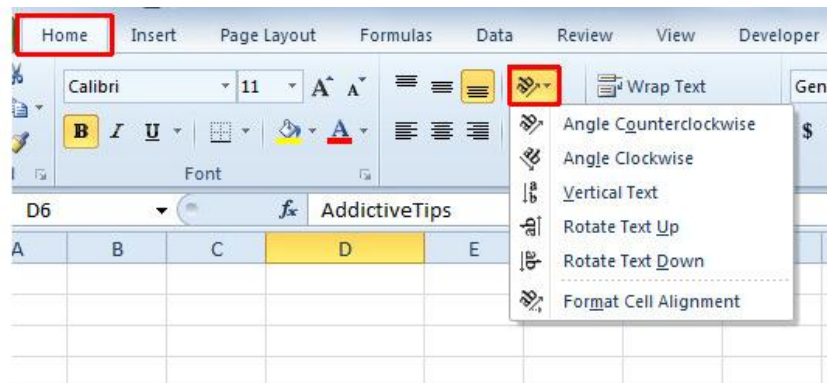 Home Insert Page Layout Formulas Data Review View Developer
Calibri 11 A A Wrap Text Gen
B I U A $
Font
Angle Counterclockwise
Angle Clockwise
Vertical Text
Rotate Text Up
Rotate Text Down
Format Cell Alignment
D6 fx AddictiveTips
A B C D E